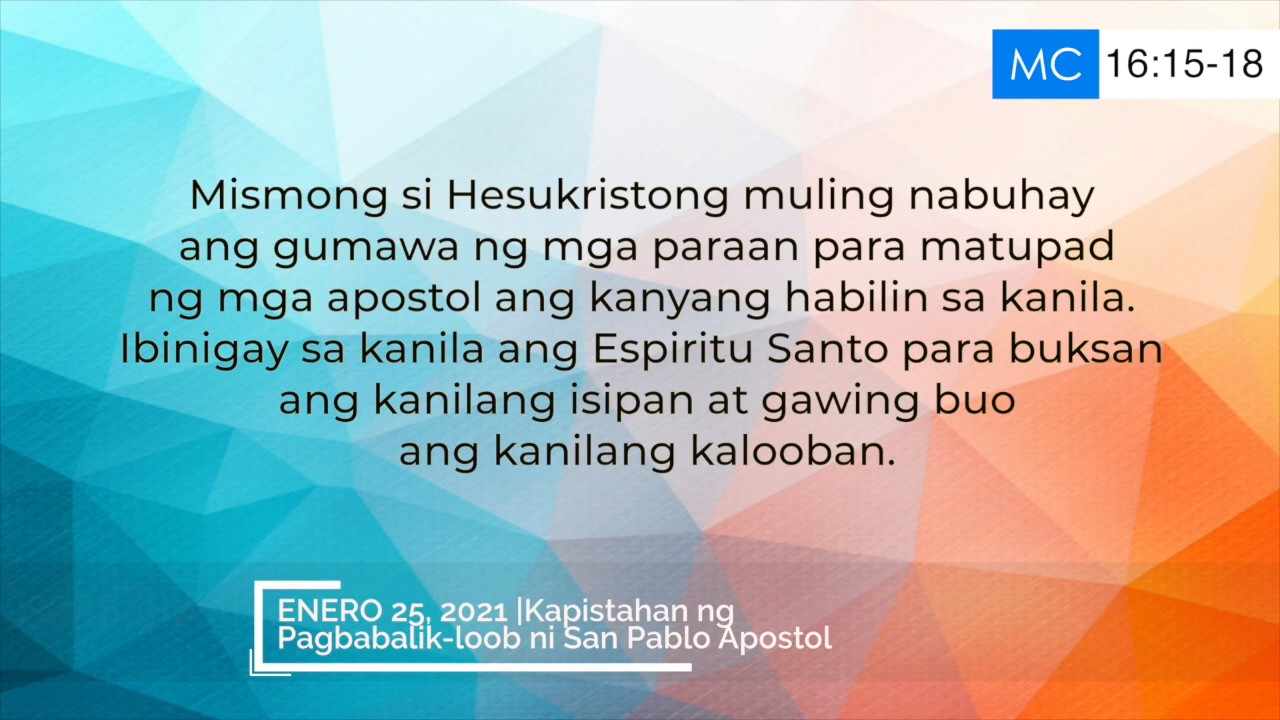 MC 16:15-18
Mismong si Hesukristong muling nabuhay
ang gumawa ng mga paraan para matupad
ng mga apostol ang kanyang habilin sa kanila.
Ibinigay sa kanila ang Espiritu Santo para buksan
ang kanilang isipan at gawing buo
ang kanilang kalooban.
ENERO 25, 2021 |Kapistahan ng
Pagbabalik-loob ni San Pablo Apostol